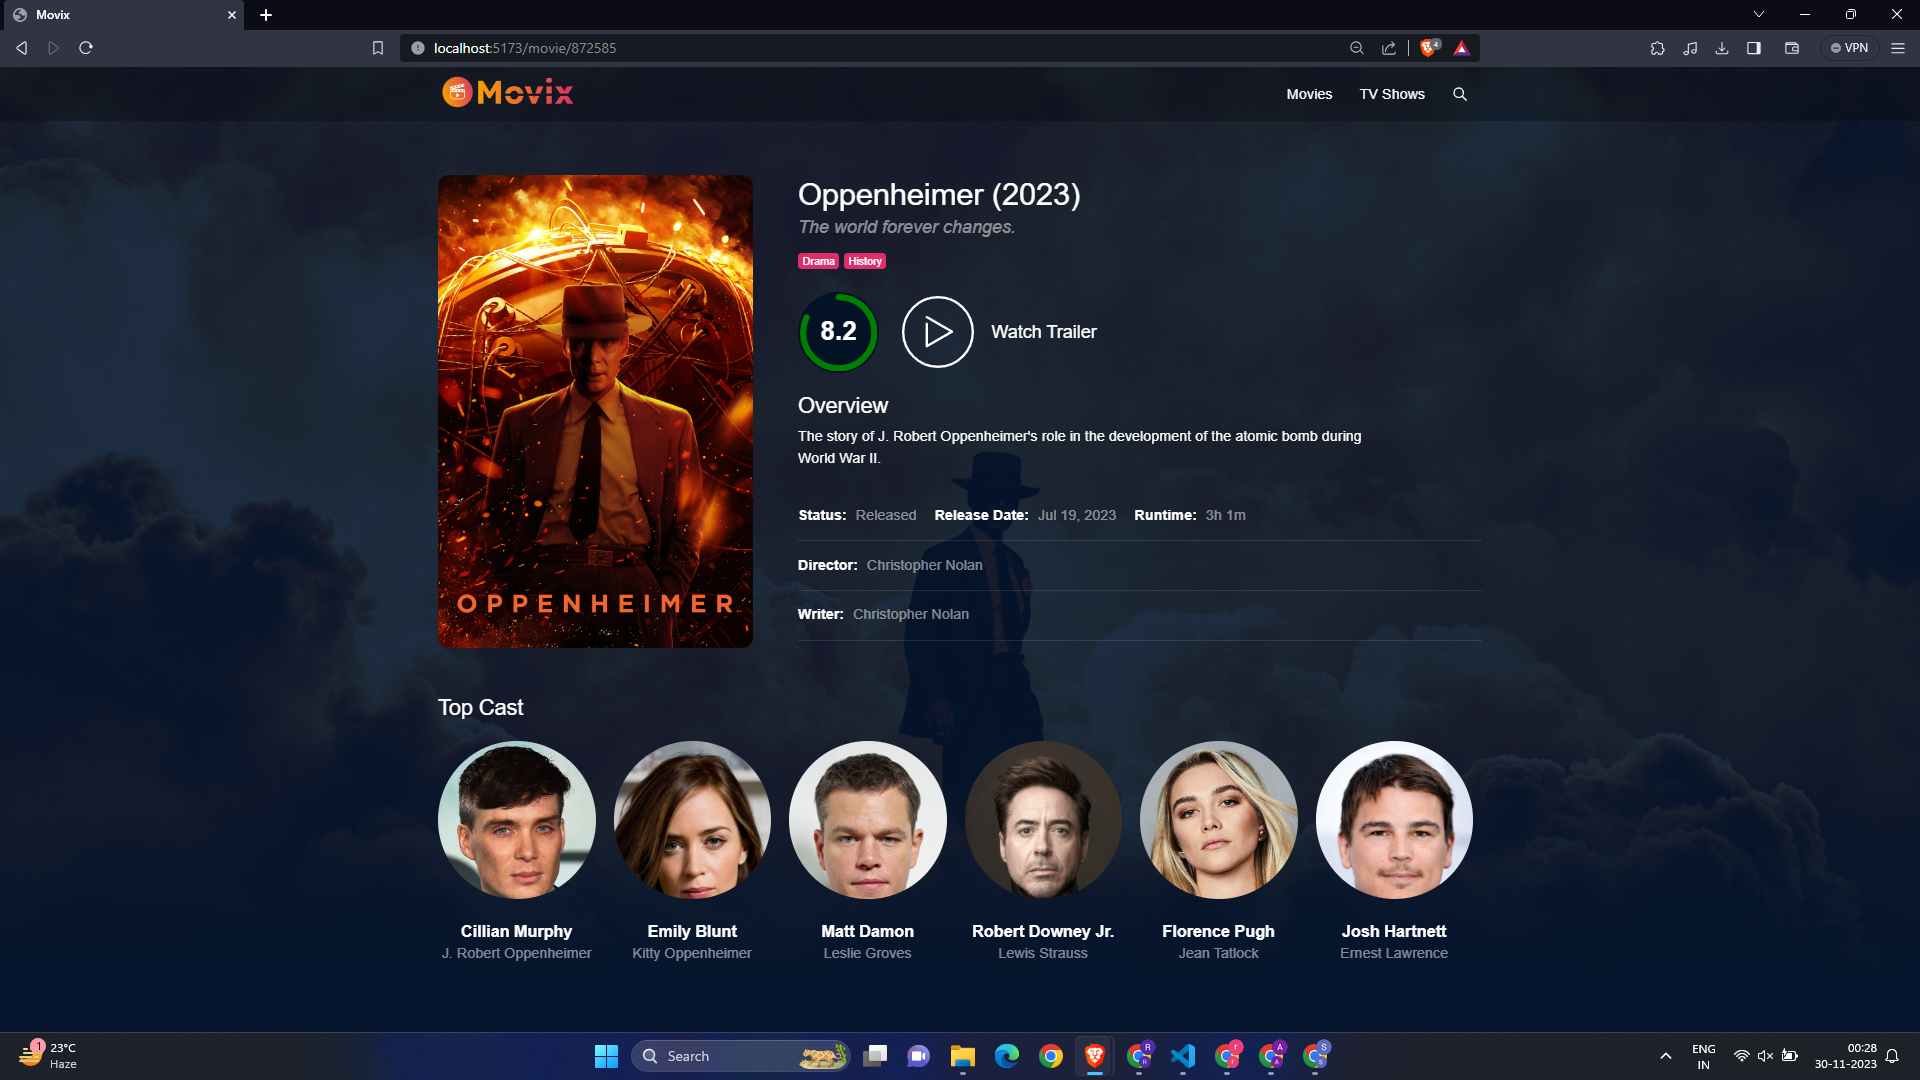 Movix
localhost:5173/movie/872585
4
VPN
Movix
Movies
TV Shows
OPPENHEIMER
Oppenheimer (2023)
The world forever changes.
Drama
History
8.2
Watch Trailer
Overview
The story of J. Robert Oppenheimer's role in the development of the atomic bomb during
World War II.
Status: Released Release Date: Jul 19, 2023 Runtime: 3h 1m
Director: Christopher Nolan
Writer: Christopher Nolan
Top Cast
Cillian Murphy
J. Robert Oppenheimer
Emily Blunt
Kitty Oppenheimer
Matt Damon
Leslie Groves
Robert Downey Jr.
Lewis Strauss
Florence Pugh
Jean Tatlock
Josh Hartnett
Ernest Lawrence
1
23°C
Haze
Search
R
R
r
r
A
A
S
S
ENG
IN
00:28
30-11-2023